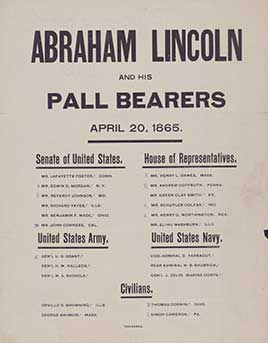 ABRAHAM LINCOLN
AND HIS
PALL BEARERS
APRIL 20, 1865.
Senate of United States.
MR. LAFAYETTE FOSTER, CONN.
MR. EDWIN D. MORGAN, N.Y.
MR. REVERDY JOHNSON, MD.
MR. RICHARD YATES, ILLS.
MR. BENJAMIN F. WADE, OHIO.
MR. JOHN CONNESS, CAL.
House of Representatives.
MR. HENRY L. DAWES, MASS.
MR. ANDREW COFFROTH, PENNA.
MR. GREEN CLAY SMITH, KY.
MR. SCHUYLER COLFAX, IND.
MR. HENRY G. WORTHINGTON, NEV.
MR. ELIHU WASHBURN, ILLS.
United States Army.
GEN'L U. S. GRANT,
GEN'L H. W. HALLECK,
GEN'L W. A. NICHOLS,
United States Navy.
VICE-ADMIRAL D. FARRAGUT,
REAR ADMIRAL W. B. SHUBRICK,
GEN'L J. ZEILIN, MARINE CORPS,
Civilians.
ORVILLE H. BROWNING, ILLS.
GEORGE ASHMUN, MASS.
THOMAS CORWIN, OHIO.
SIMON CAMERON, PA.